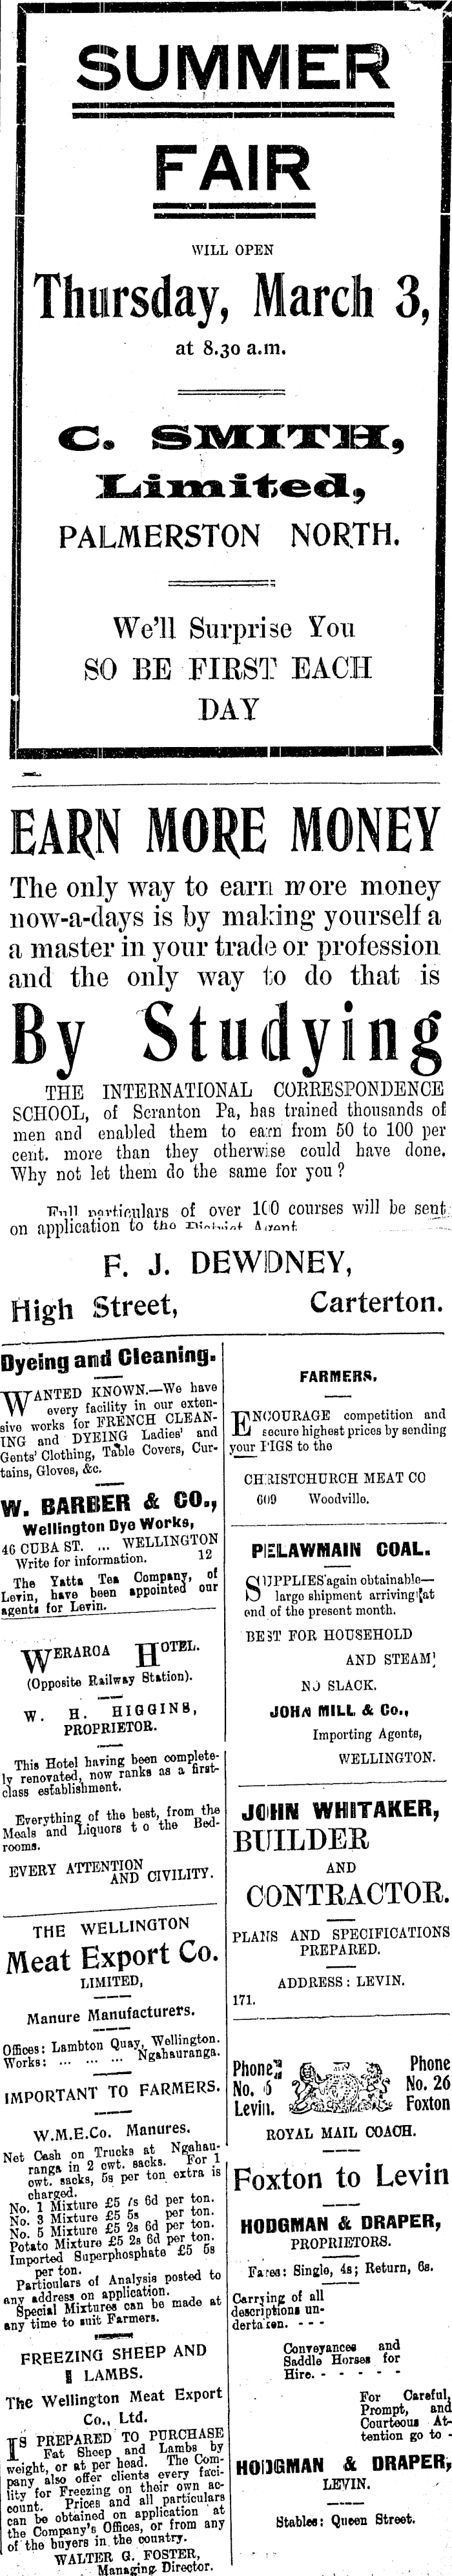 SUMMER
FAIR
WILL OPEN
Thursday, March 3,
at 8.30 a.m.
C. SMITH,
Limited,
PALMERSTON NORTH.
We'll Surprise You
SO BE FIRST EACH
DAY
EARN MORE MONEY
The only way to earn more money
now-a-days is by making yourself a
a master in your trade or profession
and the only way to do that is
By Studying
THE INTERNATIONAL CORRESPONDENCE
SCHOOL, of Scranton Pa, has trained thousands of
men and enabled them to earn from 50 to 100 per
cent. more than they otherwise could have done.
Why not let them do the same for you?
Full particulars of over 100 courses will be sent
on application to the District Agent
F. J. DEWDNEY,
High Street, Carterton.
Dyeing and Cleaning.
WANTED KNOWN.—We have
every facility in our exten-
sive works for FRENCH CLEAN-
ING and DYEING Ladies' and
Gents' Clothing, Table Covers, Cur-
tains, Gloves, &c.
W. BARBER & CO.,
Wellington Dye Works,
46 CUBA ST. ... WELLINGTON
Write for information. 12
The Yatta Tea Company, of
Levin, have been appointed our
agents for Levin.
WERAROA HOTEL.
(Opposite Railway Station).
W. H. HIGGINS,
PROPRIETOR.
This Hotel having been complete-
ly renovated, now ranks as a first-
class establishment.
Everything of the best, from the
Meals and Liquors to the Bed-
rooms.
EVERY ATTENTION
AND CIVILITY.
THE WELLINGTON
Meat Export Co.
LIMITED,
Manure Manufacturers.
Offices: Lambton Quay, Wellington.
Works: ... ... ... Ngahauranga.
IMPORTANT TO FARMERS.
W.M.E.Co. Manures.
Net Cash on Trucks at Ngahau-
ranga in 2 cwt. sacks. For 1
cwt. sacks, 5s per ton extra is
charged.
No. 1 Mixture £5 7s 6d per ton.
No. 3 Mixture £5 5s per ton.
No. 5 Mixture £5 2s 6d per ton.
Potato Mixture £5 2s 6d per ton.
Imported Superphosphate £5 5s
per ton.
Particulars of Analysis posted to
any address on application.
Special Mixtures can be made at
any time to suit Farmers.
FREEZING SHEEP AND
LAMBS.
The Wellington Meat Export
Co., Ltd.
IS PREPARED TO PURCHASE
Fat Sheep and Lambs by
weight, or at per head. The Com-
pany also offer clients every faci-
lity for Freezing on their own ac-
count. Prices and all particulars
can be obtained on application at
the Company's Offices, or from any
of the buyers in the country.
WALTER G. FOSTER,
Managing Director.
FARMERS.
ENCOURAGE competition and
secure highest prices by sending
your PIGS to the
CHRISTCHURCH MEAT CO
609 Woodville.
PELAWMAIN COAL.
SUPPLIES again obtainable—
large shipment arriving at
end of the present month.
BEST FOR HOUSEHOLD
AND STEAM!
NO SLACK.
JOHN MILL & Co.,
Importing Agents,
WELLINGTON.
JOHN WHITAKER,
BUILDER
AND
CONTRACTOR.
PLANS AND SPECIFICATIONS
PREPARED.
ADDRESS: LEVIN.
171.
Phone Phone
No. 6 No. 26
Levin. Foxton
ROYAL MAIL COACH.
Foxton to Levin
HODGMAN & DRAPER,
PROPRIETORS.
Fares: Single, 4s; Return, 6s.
Carrying of all
descriptions un-
dertaken. - - -
Conveyances and
Saddle Horses for
Hire. - - - - -
For Careful,
Prompt, and
Courteous At-
tention go to -
HODGMAN & DRAPER,
LEVIN.
Stables: Queen Street.